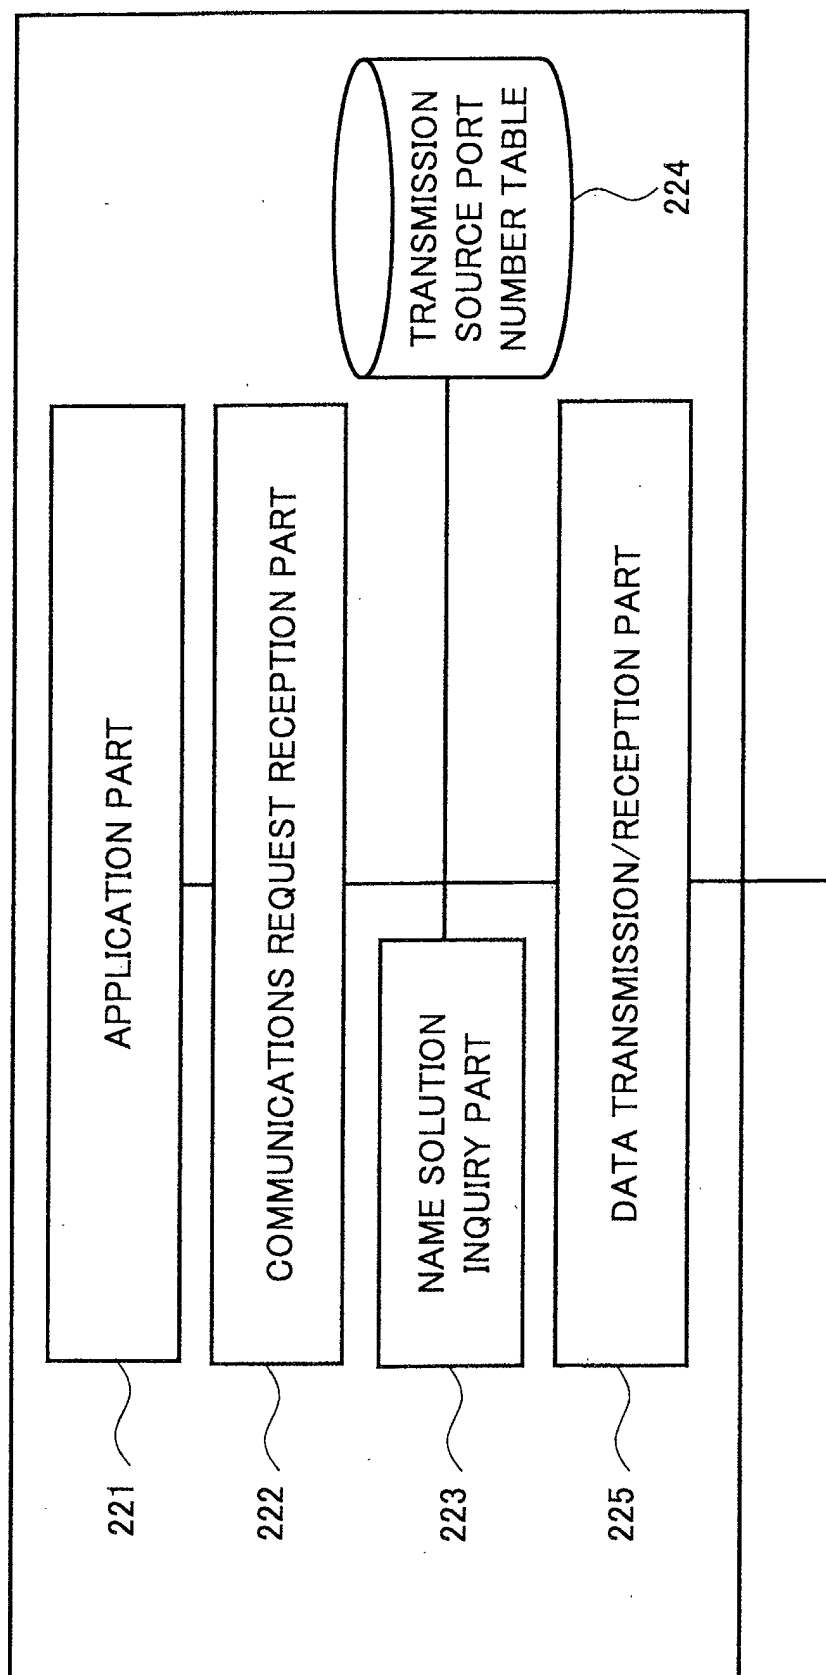 221
APPLICATION PART
222
COMMUNICATIONS REQUEST RECEPTION PART
223
NAME SOLUTION
INQUIRY PART
TRANSMISSION
SOURCE PORT
NUMBER TABLE
224
225
DATA TRANSMISSION/RECEPTION PART